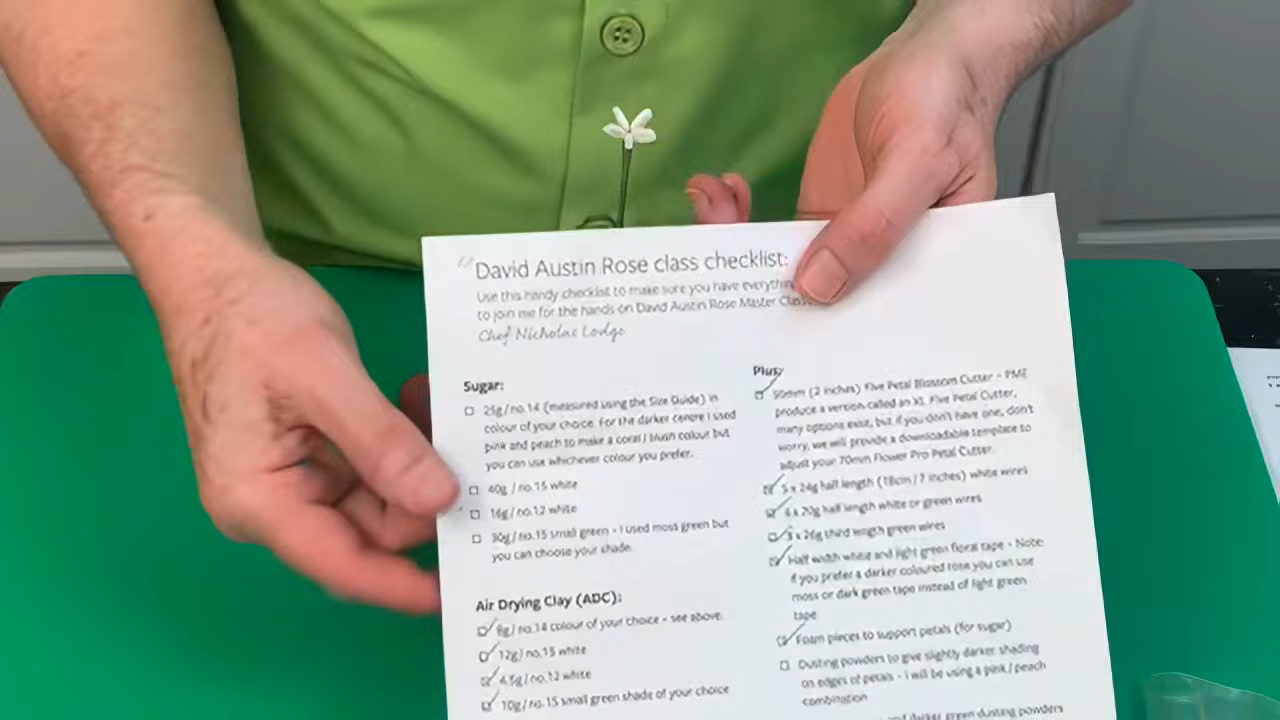 David Austin Rose class checklist:
Use this handy checklist to make sure you have everything
to join me for the hands on David Austin Rose Master Class
Chef Nicholas Lodge
Sugar:
25g/no.14 (measured using the Size Guide) in
colour of your choice. For the darker centre I used
pink and peach to make a coral / blush colour but
you can use whichever colour you prefer.
40g / no.15 white
16g / no.12 white
30g/no.15 small green - I used moss green but
you can choose your shade.
Air Drying Clay (ADC):
8g/ no.14 colour of your choice - see above.
12g/ no.15 white
4.5g/ no.12 white
10g/ no.15 small green shade of your choice
Plus:
50mm (2 inches) Five Petal Blossom Cutter - PME
produce a version called an XL Five Petal Cutter,
many options exist, but if you don't have one, don't
worry, we will provide a downloadable template to
adjust your 70mm Flower Pro Petal Cutter.
5 x 24g half length (18cm / 7 inches) white wires
4 x 20g half length white or green wires
3 x 26g third length green wires
Half width white and light green floral tape - Note:
if you prefer a darker coloured rose you can use
moss or dark green tape instead of light green
tape.
Foam pieces to support petals (for sugar)
Dusting powders to give slightly darker shading
on edges of petals - I will be using a pink / peach
combination
and darker green dusting powders